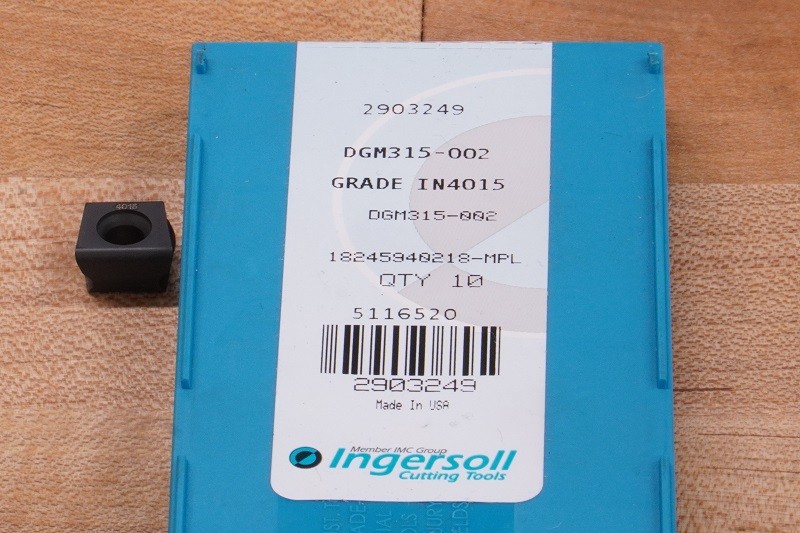 4015
2903249
DGM315-002
GRADE IN4015
DGM315-002
18245940218-MPL
QTY 10
5116520
2903249
Made In USA
Member IMC Group
Ingersoll
Cutting Tools